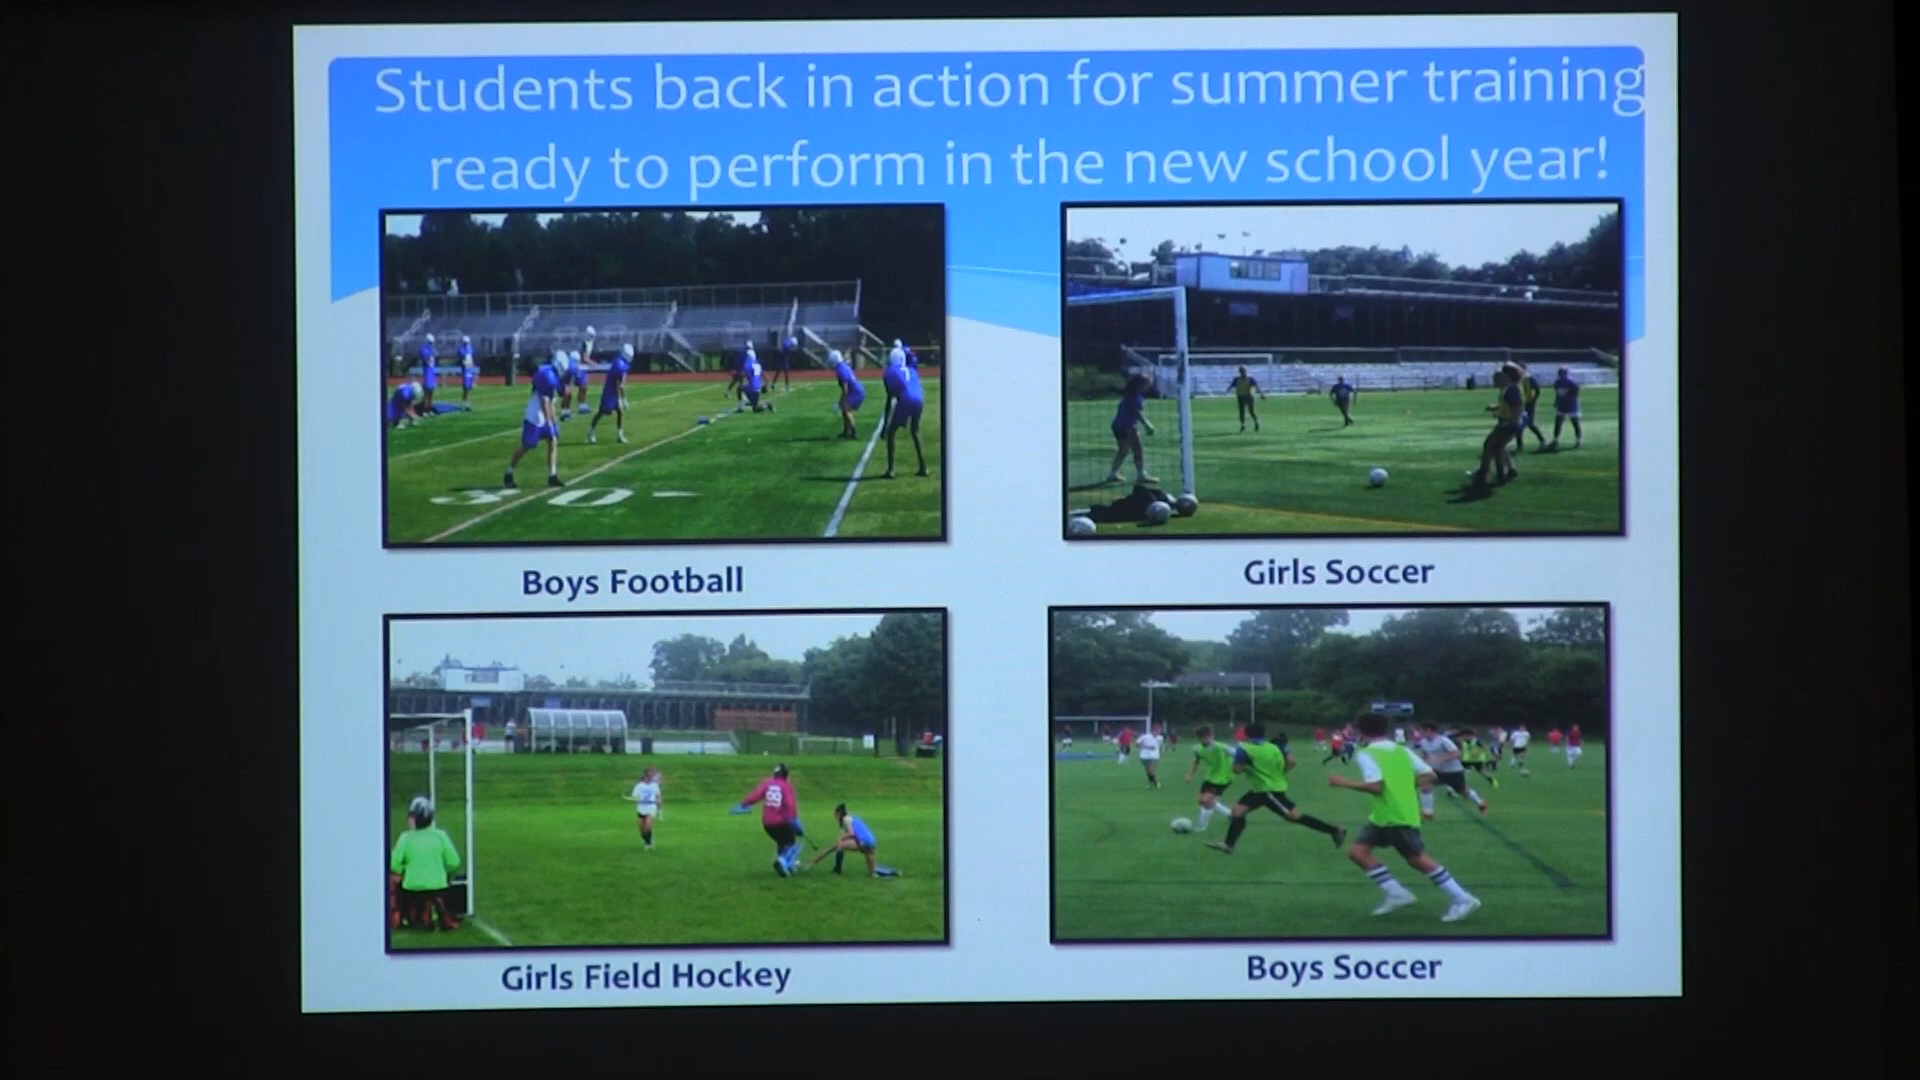 Students back in action for summer training
ready to perform in the new school year!
30
Boys Football
Girls Soccer
Girls Field Hockey
Boys Soccer